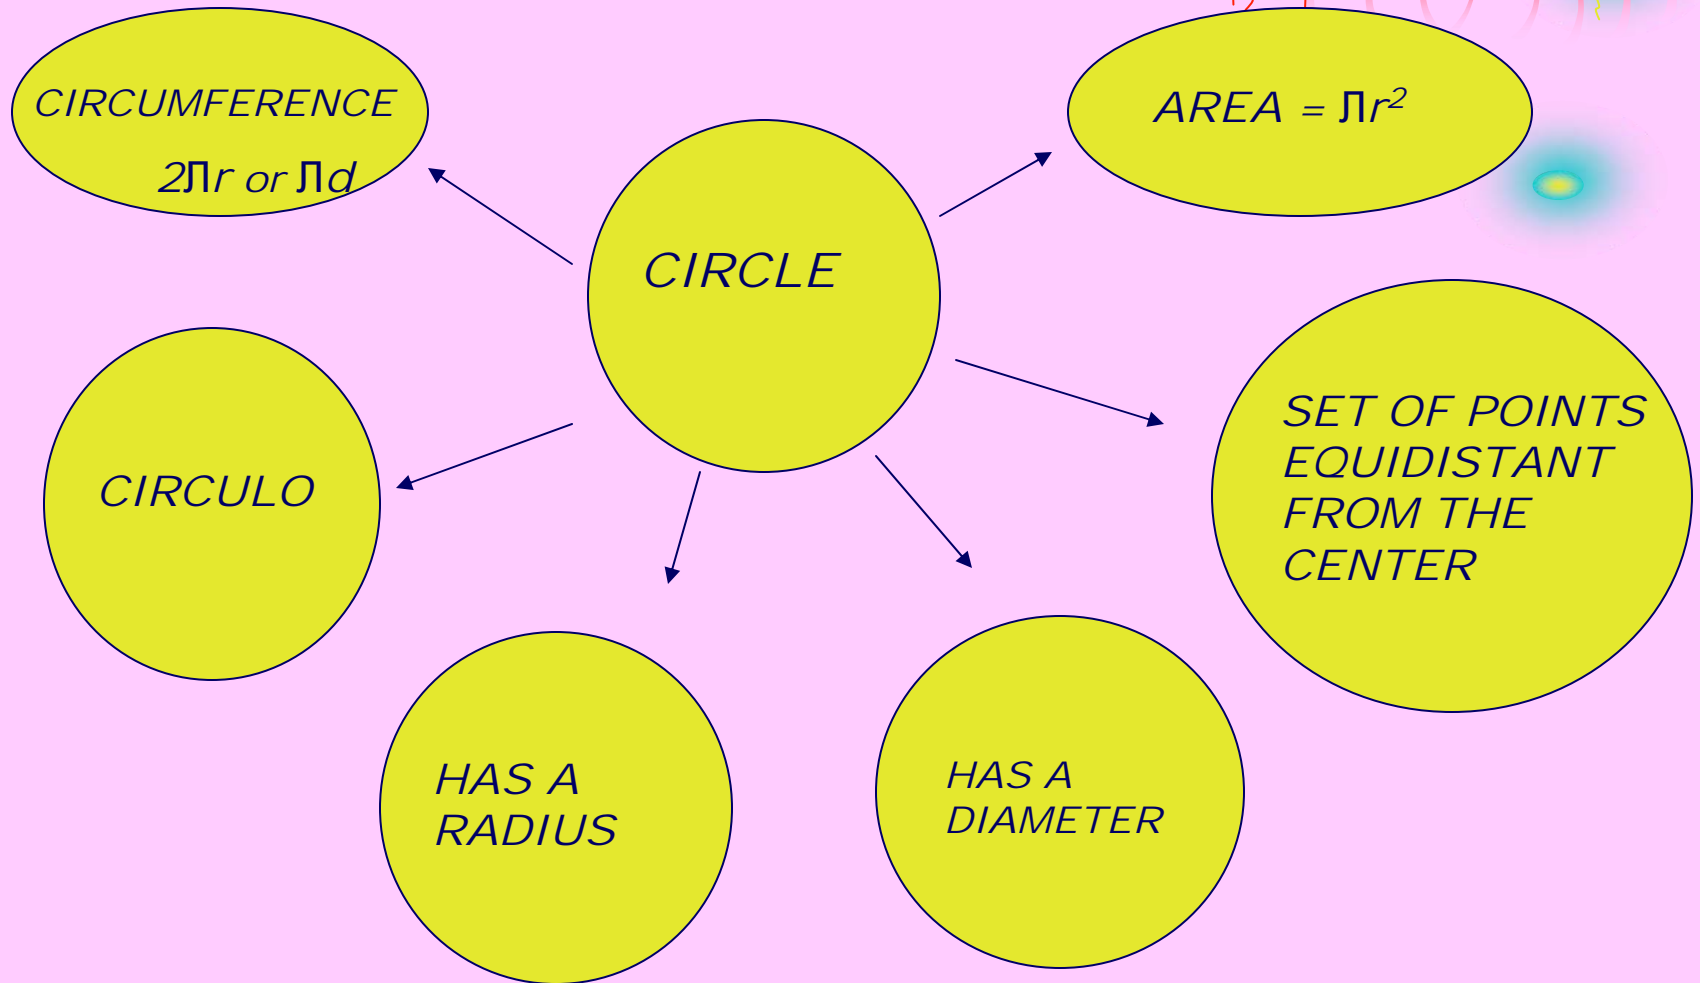 CIRCUMFERENCE
2Лr or Лd
AREA = Лr²
CIRCLE
CIRCULO
SET OF POINTS
EQUIDISTANT
FROM THE
CENTER
HAS A
RADIUS
HAS A
DIAMETER